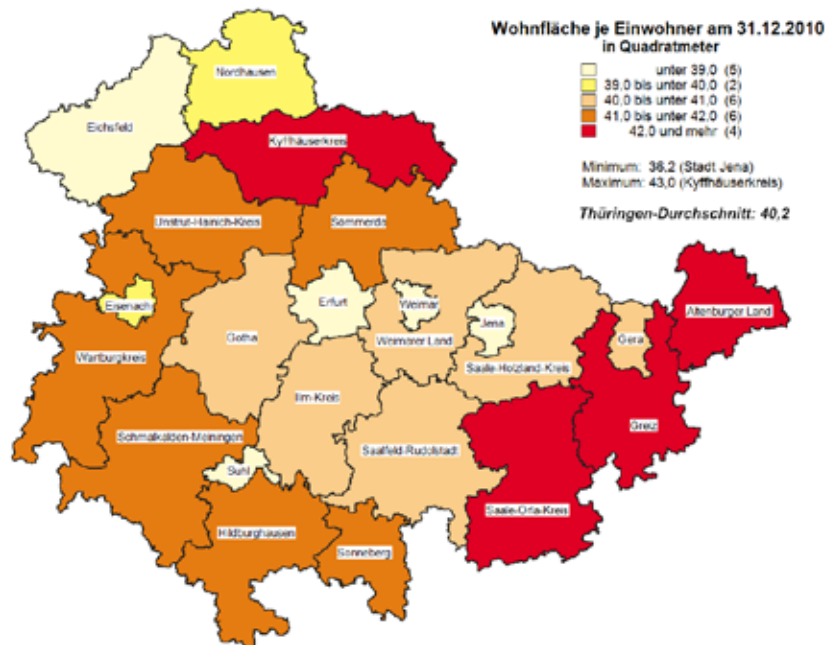 Wohnfläche je Einwohner am 31.12.2010
in Quadratmeter
unter 39,0 (5)
39,0 bis unter 40,0 (2)
40,0 bis unter 41,0 (6)
41,0 bis unter 42,0 (6)
42,0 und mehr (4)
Minimum: 36,2 (Stadt Jena)
Maximum: 43,0 (Kyffhäuserkreis)
Thüringen-Durchschnitt: 40,2
Nordhausen
Eichsfeld
Kyffhäuserkreis
Unstrut-Hainich-Kreis
Sömmerda
Eisenach
Erfurt
Weimar
Jena
Gera
Altenburger Land
Gotha
Weimarer Land
Wartburgkreis
Saale-Holzland-Kreis
Ilm-Kreis
Greiz
Schmalkalden-Meiningen
Saalfeld-Rudolstadt
Suhl
Saale-Orla-Kreis
Hildburghausen
Sonneberg